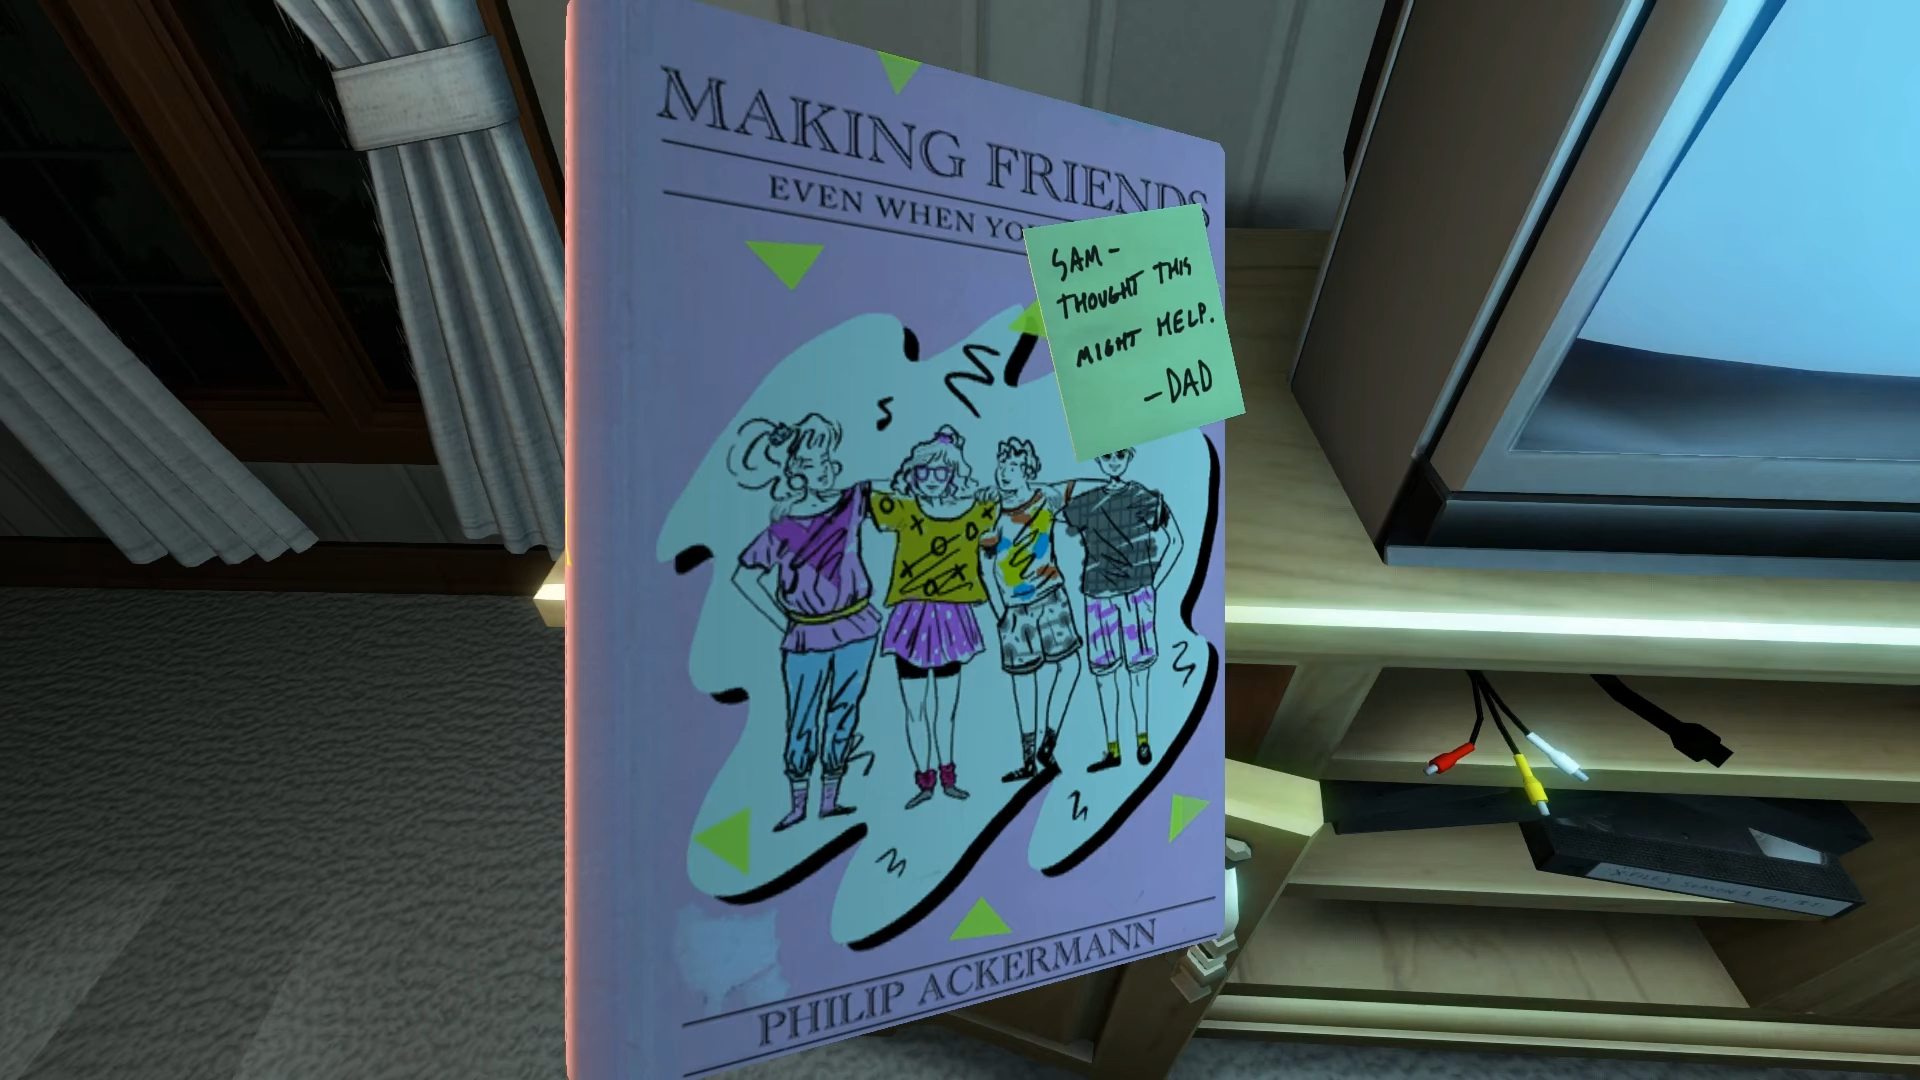 MAKING FRIENDS
EVEN WHEN YO
SAM-
THOUGHT THIS
MIGHT HELP.
-DAD
PHILIP ACKERMANN